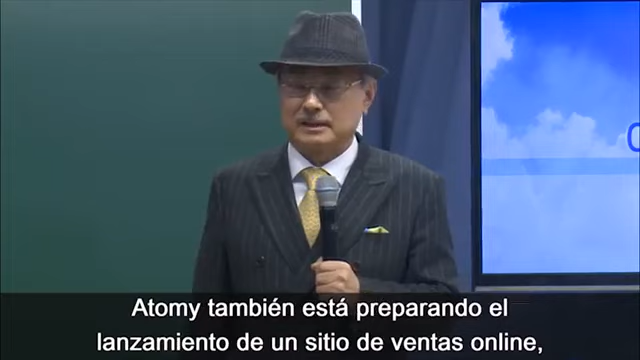 Atomy también está preparando el
lanzamiento de un sitio de ventas online,